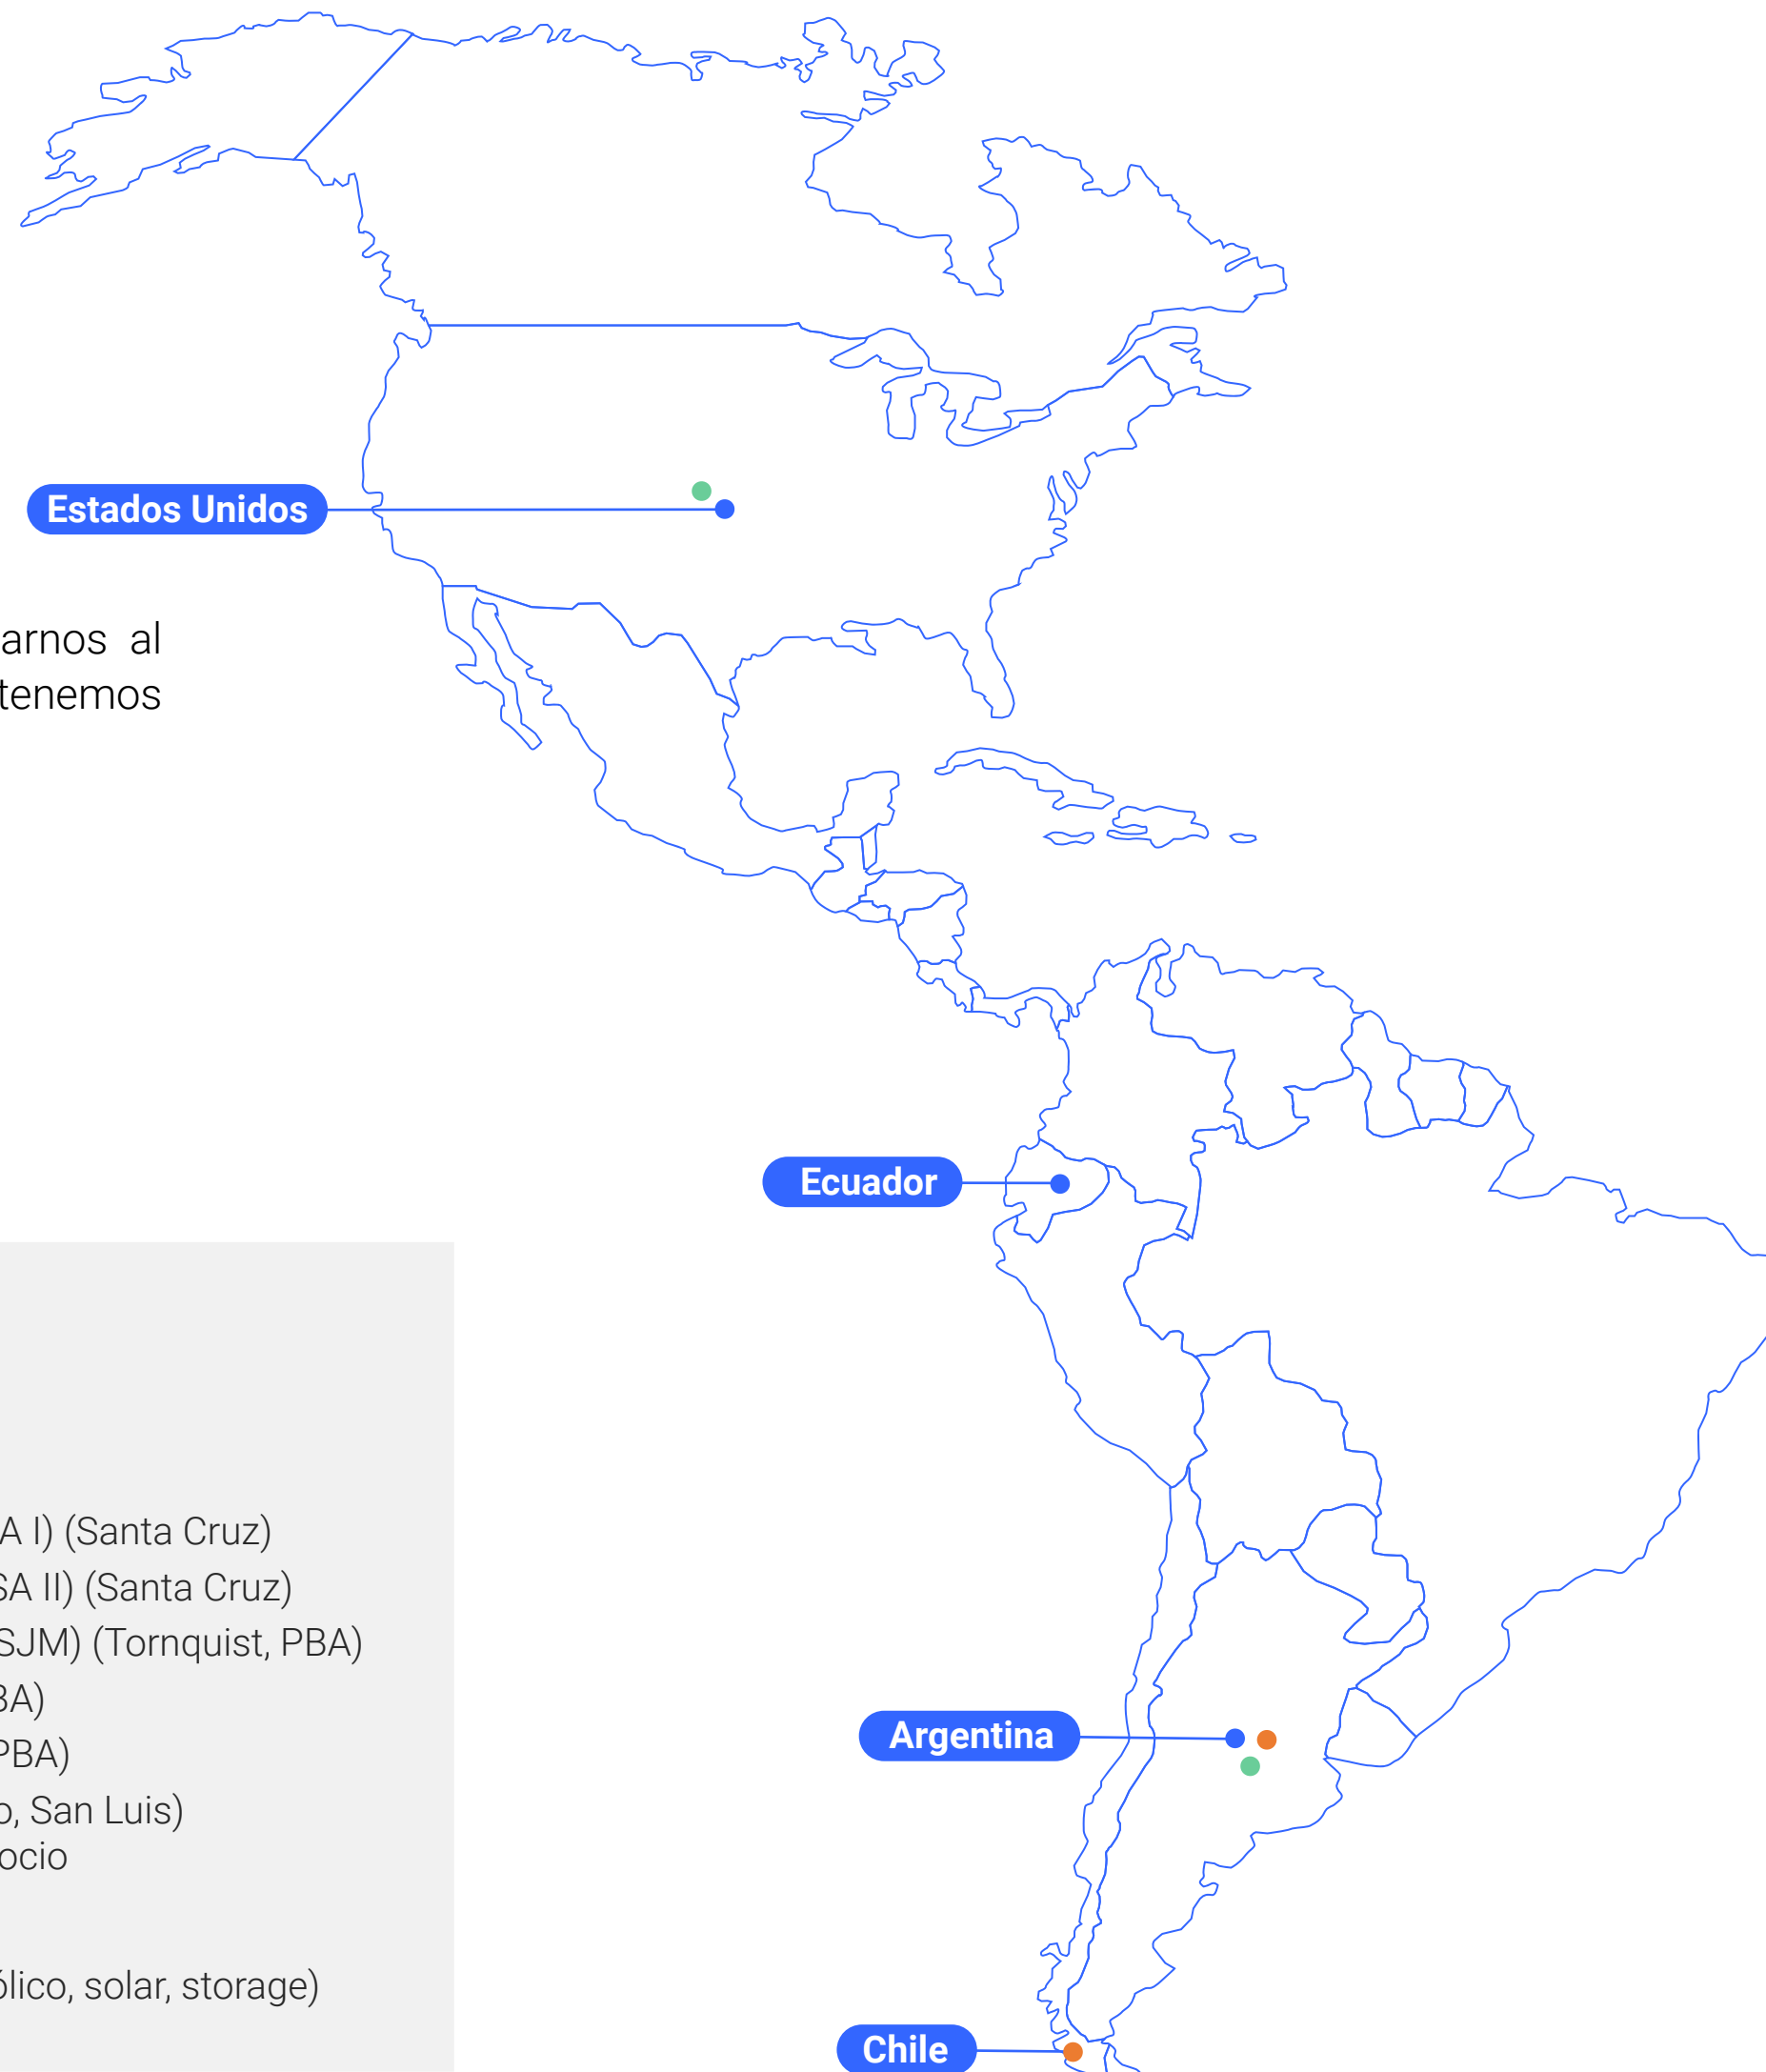 Estados Unidos
arnos al
tenemos
Ecuador
A I) (Santa Cruz)
SA II) (Santa Cruz)
SJM) (Tornquist, PBA)
BA)
Argentina
PBA)
o, San Luis)
ocio
ólico, solar, storage)
Chile